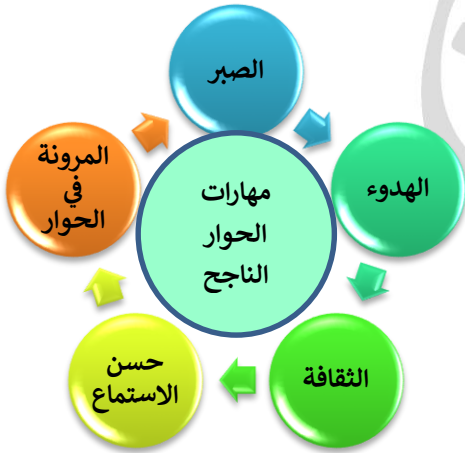 الصبر
الهدوء
الثقافة
حسن
الاستماع
المرونة
في
الحوار
مهارات
الحوار
الناجح